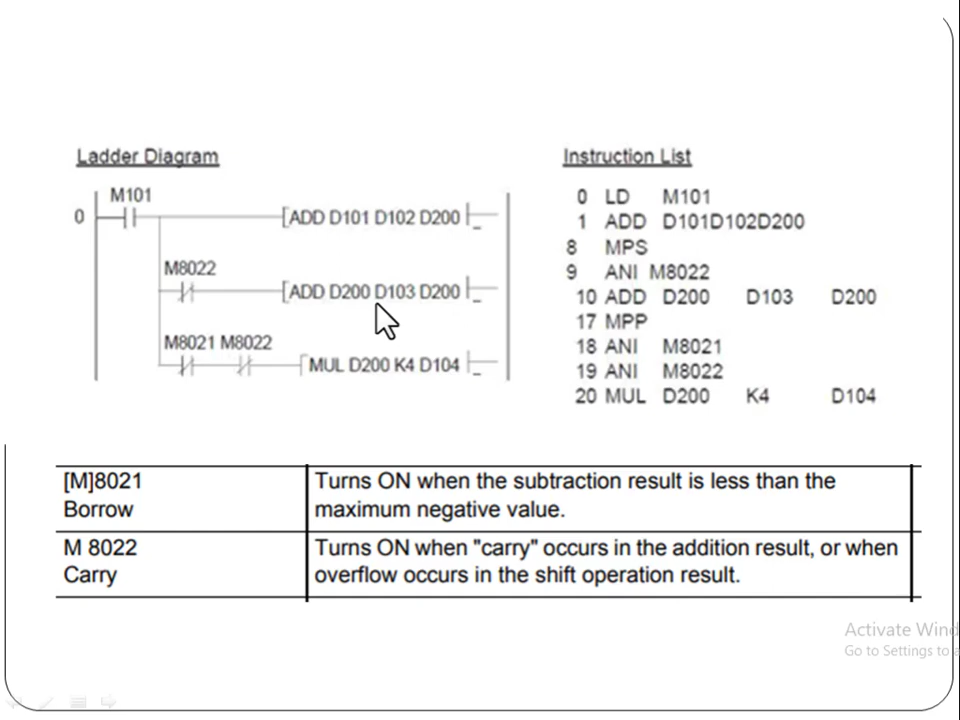 Ladder Diagram
M101
0
[ADD D101 D102 D200
M8022
[ADD D200 D103 D200
M8021 M8022
[MUL D200 K4 D104
Instruction List
0 LD M101
1 ADD D101D102D200
8 MPS
9 ANI M8022
10 ADD D200 D103 D200
17 MPP
18 ANI M8021
19 ANI M8022
20 MUL D200 K4 D104
[M]8021
Borrow
Turns ON when the subtraction result is less than the
maximum negative value.
M 8022
Carry
Turns ON when "carry" occurs in the addition result, or when
overflow occurs in the shift operation result.
Activate Wind
Go to Settings to a